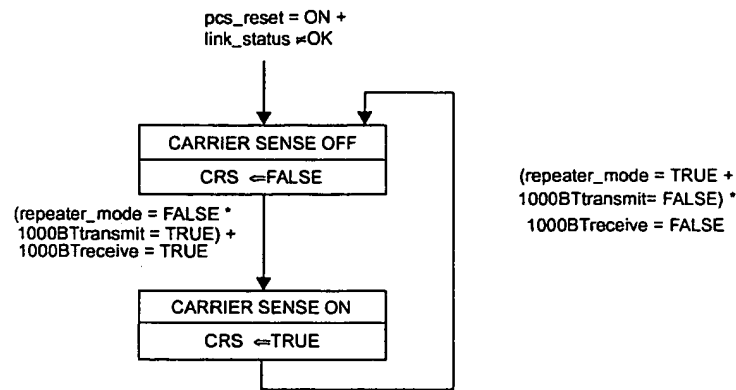 pcs_reset = ON +
link_status ≠OK
CARRIER SENSE OFF
CRS ⇐FALSE
(repeater_mode = FALSE *
1000BTtransmit = TRUE) +
1000BTreceive = TRUE
(repeater_mode = TRUE +
1000BTtransmit= FALSE) *
1000BTreceive = FALSE
CARRIER SENSE ON
CRS ⇐TRUE